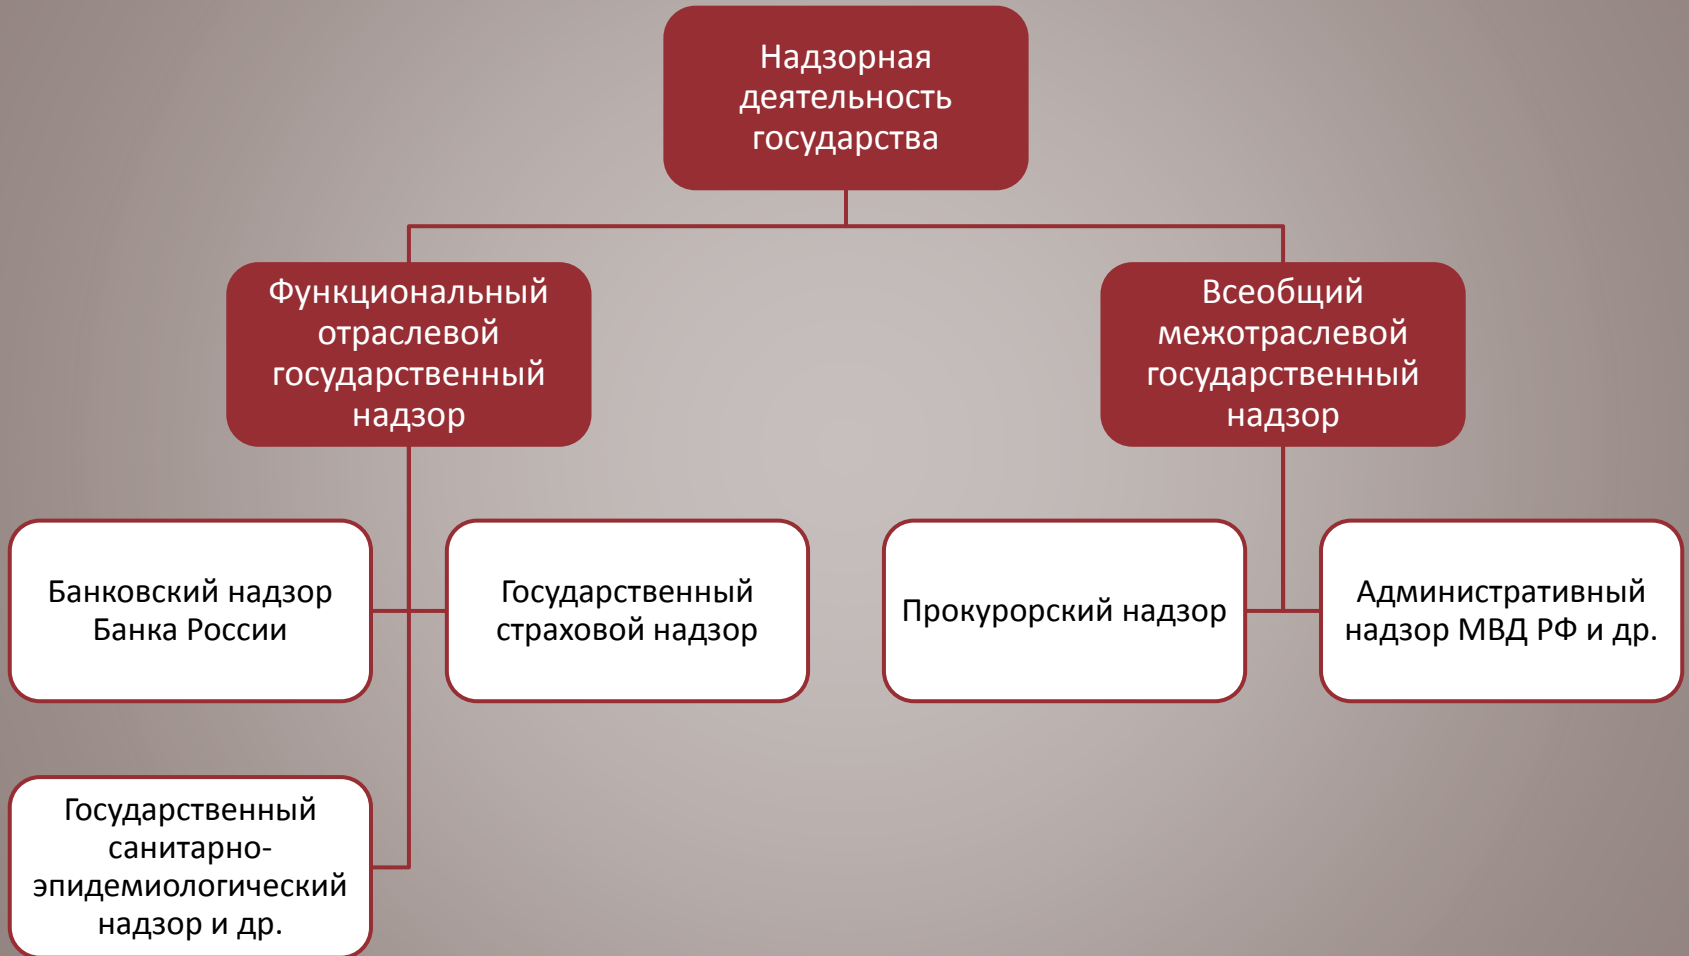 Надзорная
деятельность
государства
Функциональный
отраслевой
государственный
надзор
Всеобщий
межотраслевой
государственный
надзор
Банковский надзор
Банка России
Государственный
страховой надзор
Прокурорский надзор
Административный
надзор МВД РФ и др.
Государственный
санитарно-
эпидемиологический
надзор и др.